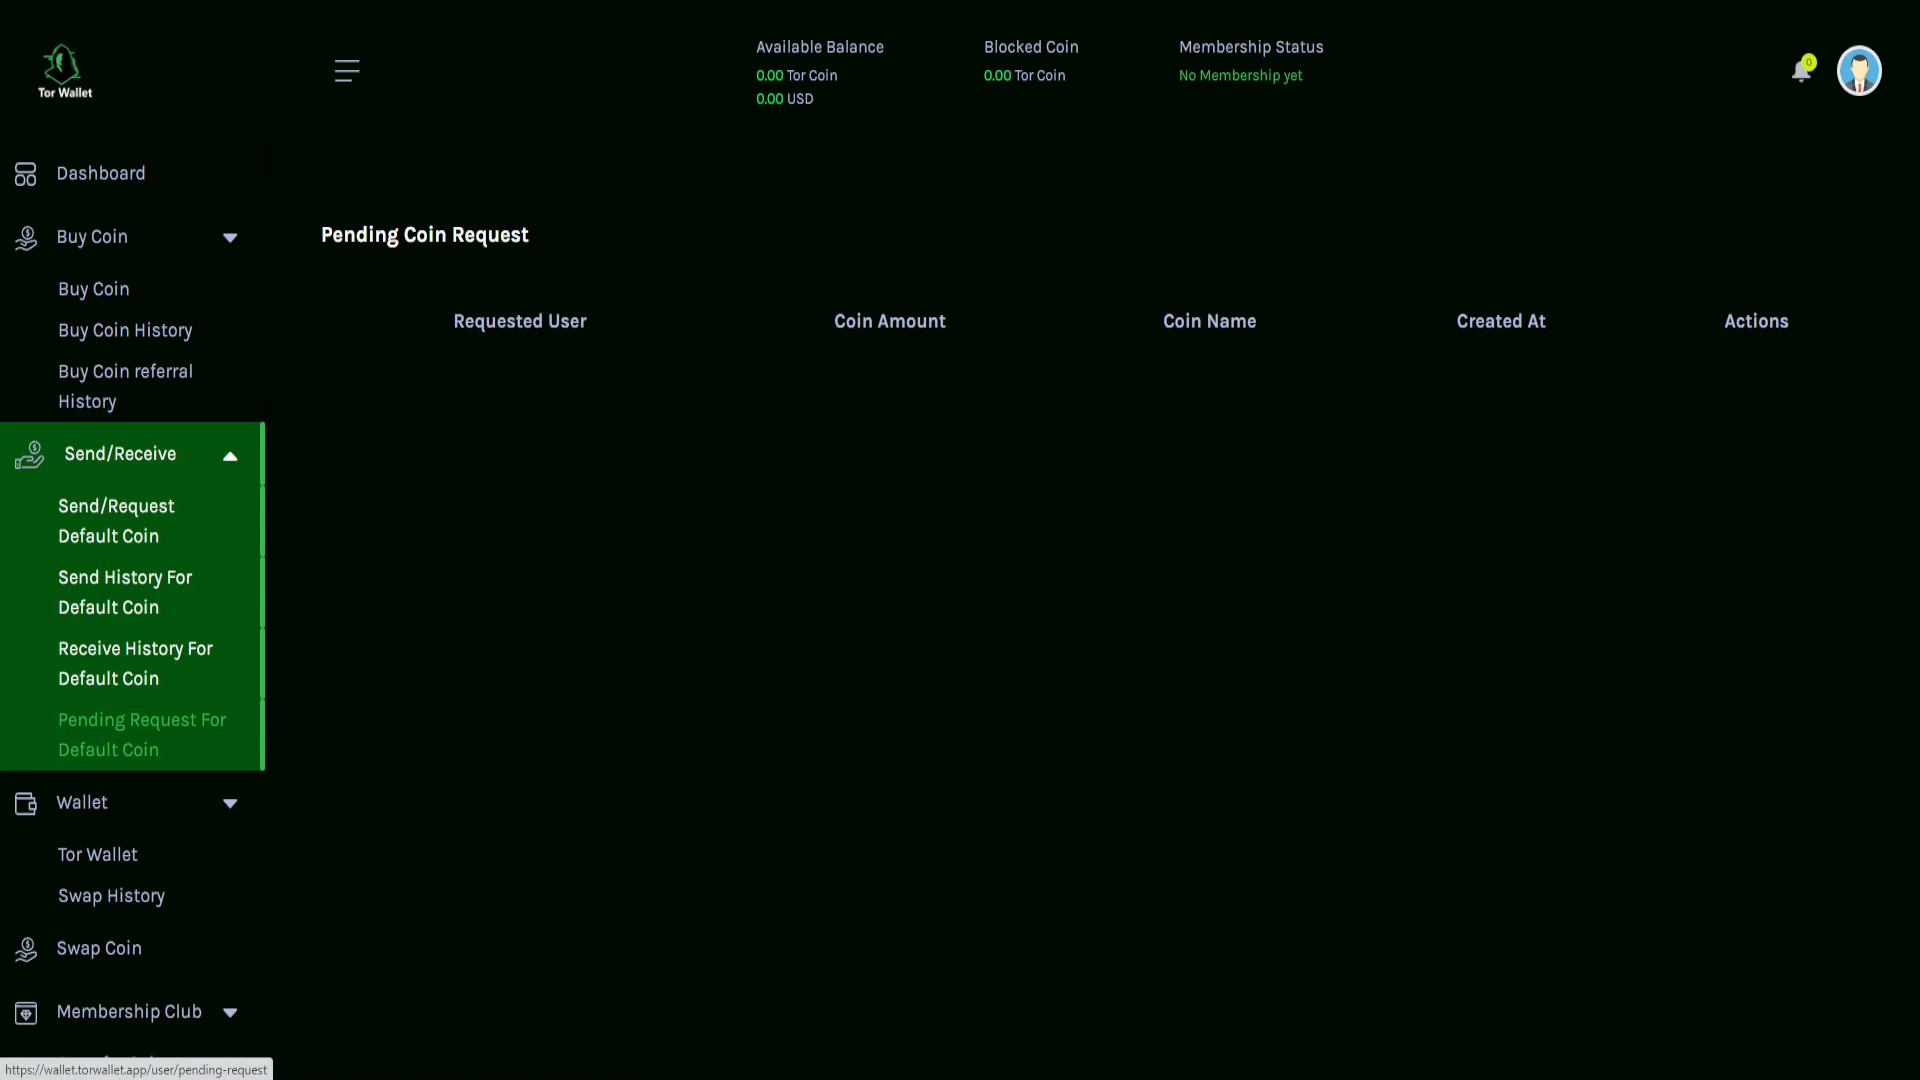 Tor Wallet
Available Balance
0.00 Tor Coin
0.00 USD
Blocked Coin
0.00 Tor Coin
Membership Status
No Membership yet
0
Dashboard
Buy Coin
Buy Coin
Buy Coin History
Buy Coin referral
History
Send/Receive
Send/Request
Default Coin
Send History For
Default Coin
Receive History For
Default Coin
Pending Request For
Default Coin
Wallet
Tor Wallet
Swap History
Swap Coin
Membership Club
https://wallet.torwallet.app/user/pending-request
Pending Coin Request
Requested User
Coin Amount
Coin Name
Created At
Actions